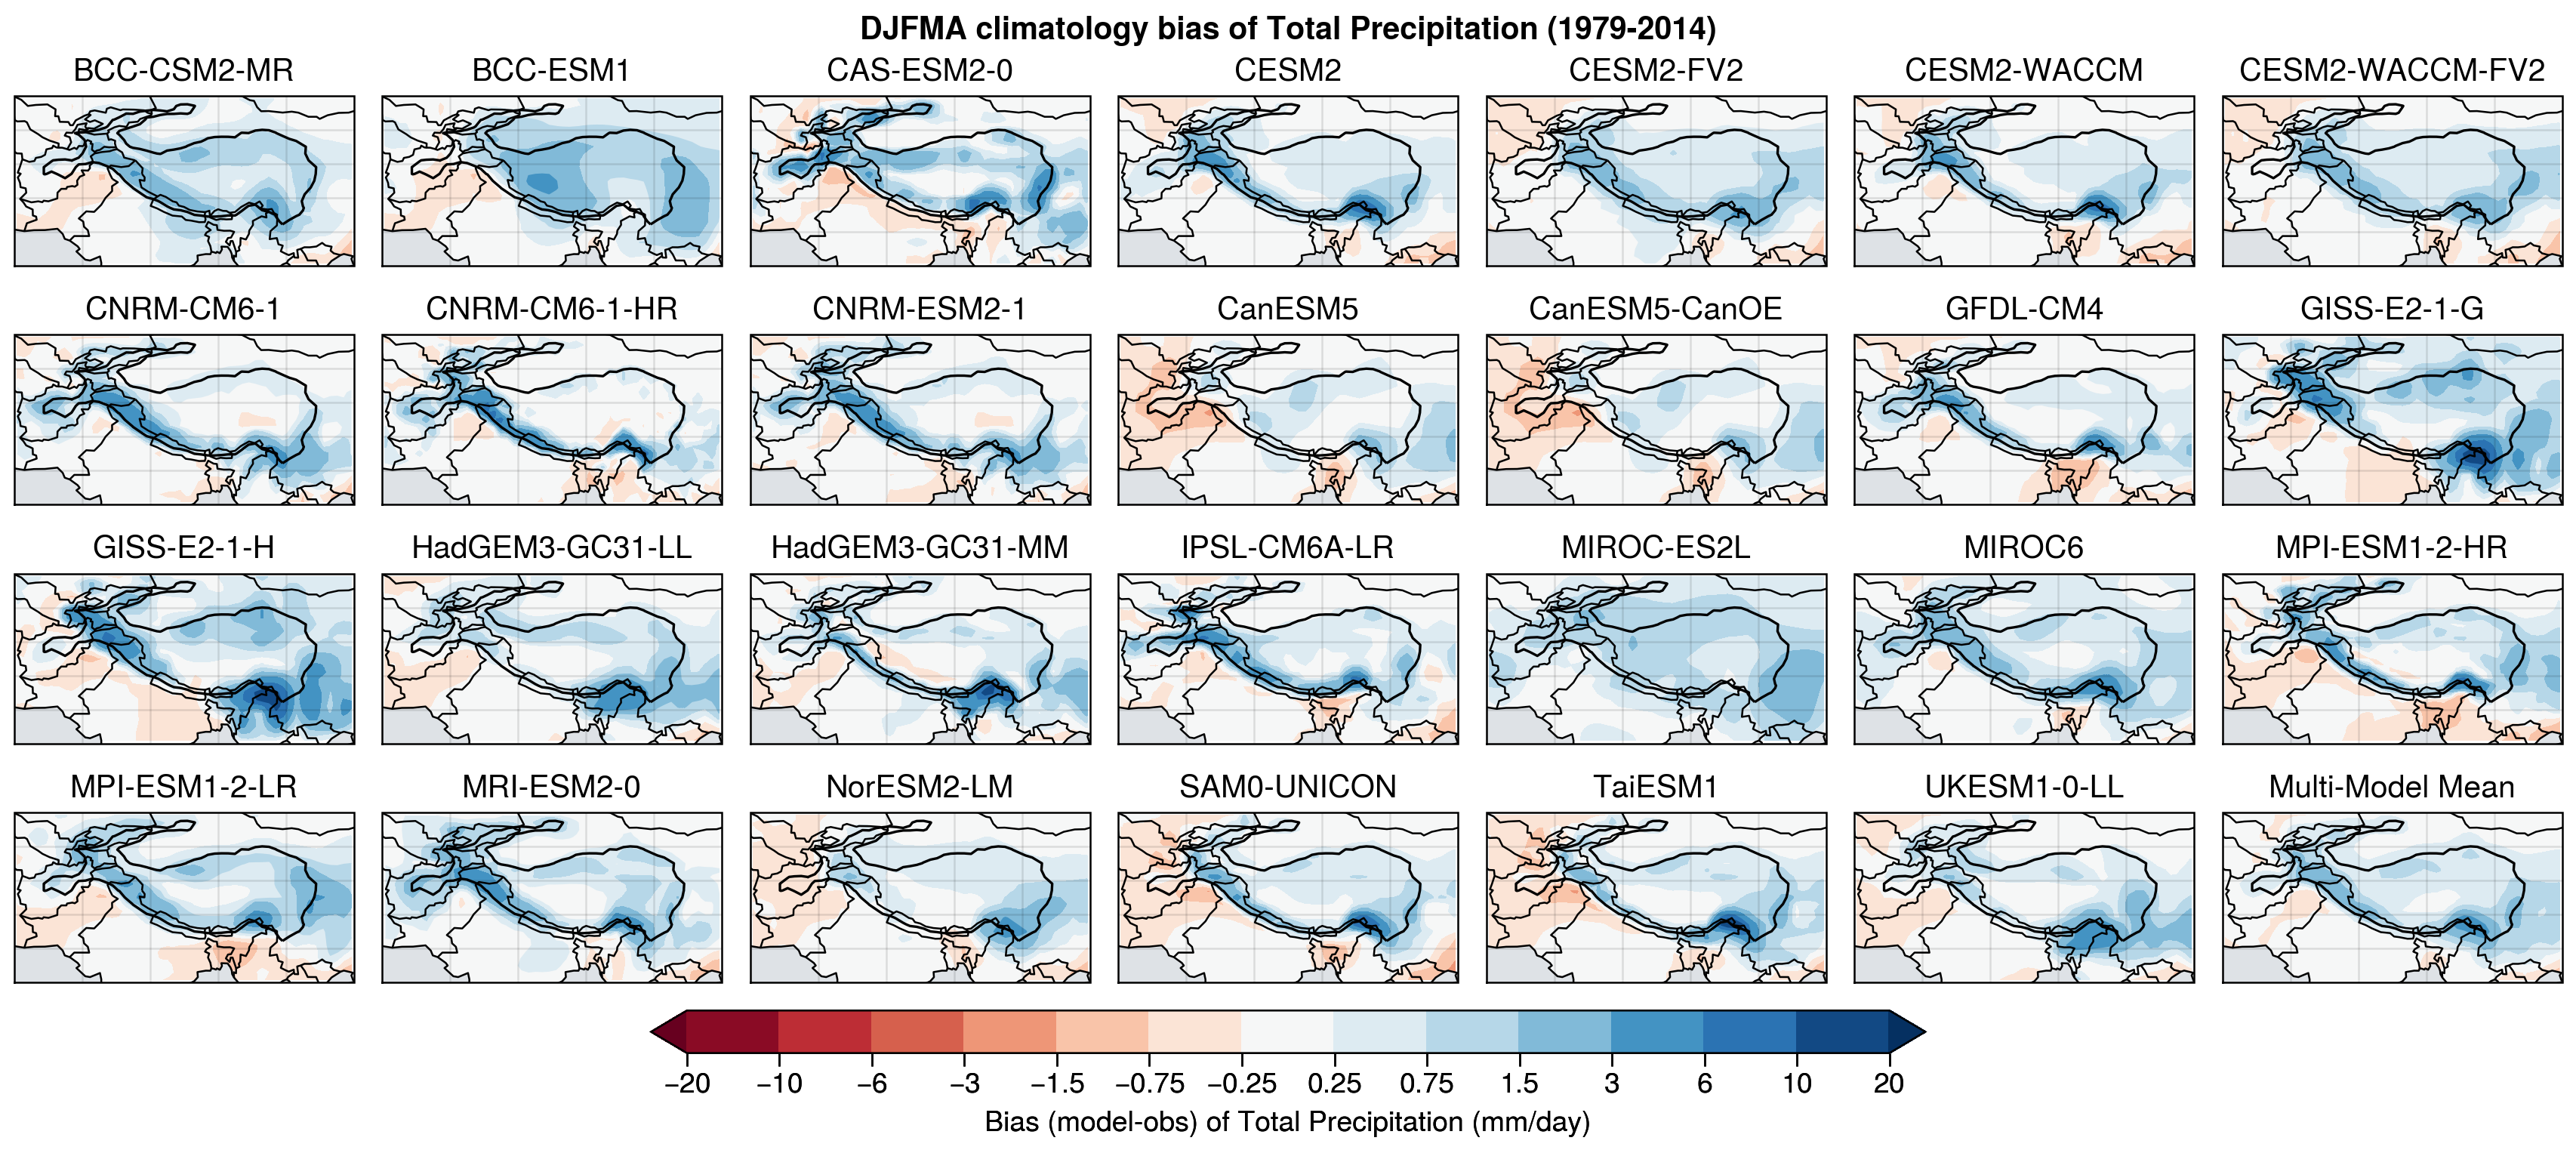 DJFMA climatology bias of Total Precipitation (1979-2014)
BCC-CSM2-MR BCC-ESM1 CAS-ESM2-0 CESM2 CESM2-FV2 CESM2-WACCM CESM2-WACCM-FV2
CNRM-CM6-1 CNRM-CM6-1-HR CNRM-ESM2-1 CanESM5 CanESM5-CanOE GFDL-CM4 GISS-E2-1-G
GISS-E2-1-H HadGEM3-GC31-LL HadGEM3-GC31-MM IPSL-CM6A-LR MIROC-ES2L MIROC6 MPI-ESM1-2-HR
MPI-ESM1-2-LR MRI-ESM2-0 NorESM2-LM SAM0-UNICON TaiESM1 UKESM1-0-LL Multi-Model Mean
−20 −10 −6 −3 −1.5 −0.75 −0.25 0.25 0.75 1.5 3 6 10 20
Bias (model-obs) of Total Precipitation (mm/day)